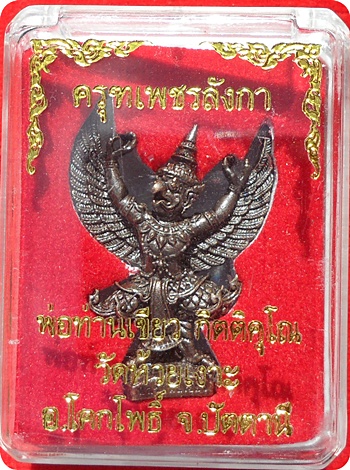 ครุฑเพชรลังกา
พ่อท่านเขียว กิตติคุโณ
วัดห้วยเงาะ
อ.โคกโพธิ์ จ.ปัตตานี